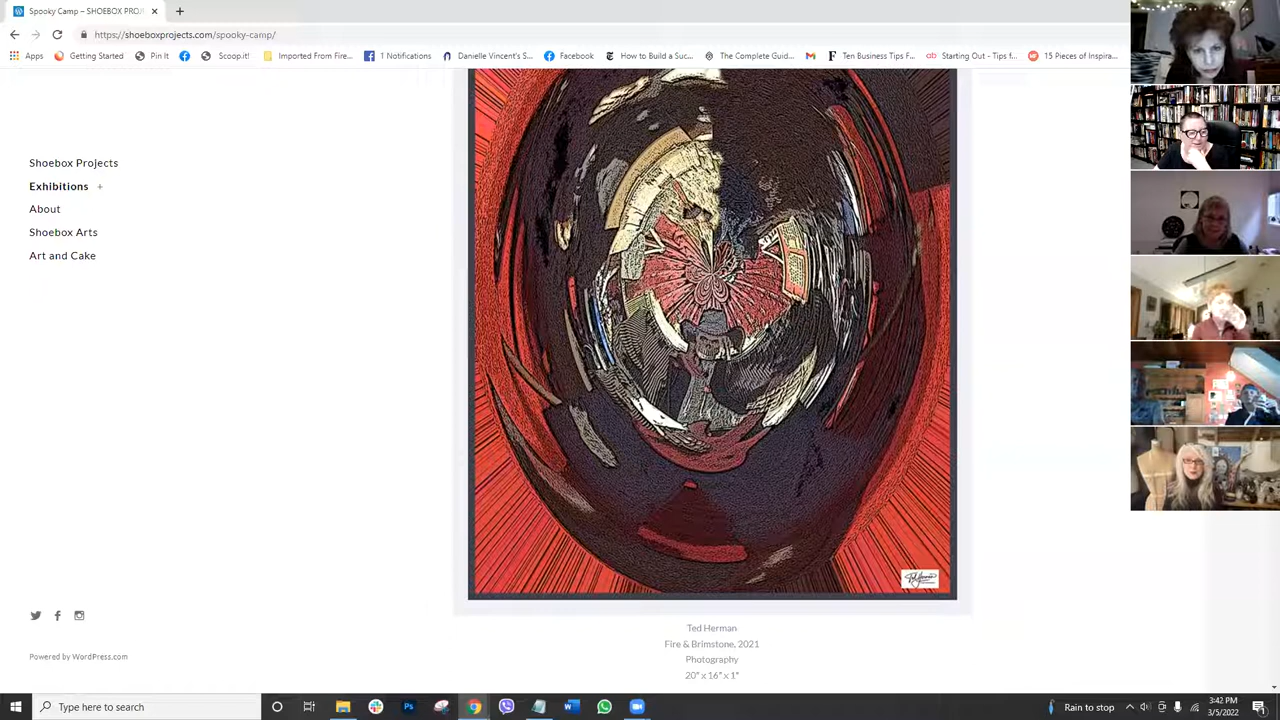 Spooky Camp – SHOEBOX PROJ
https://shoeboxprojects.com/spooky-camp/
Apps
Getting Started
Pin It
Scoop.it!
Imported From Fire...
1 Notifications
Danielle Vincent's S...
Facebook
How to Build a Suc...
The Complete Guid...
Ten Business Tips F...
Starting Out - Tips f...
15 Pieces of Inspira...
Shoebox Projects
Exhibitions +
About
Shoebox Arts
Art and Cake
Powered by WordPress.com
Ted Herman
Fire & Brimstone, 2021
Photography
20" x 16" x 1"
Type here to search
Rain to stop
3:42 PM
3/5/2022